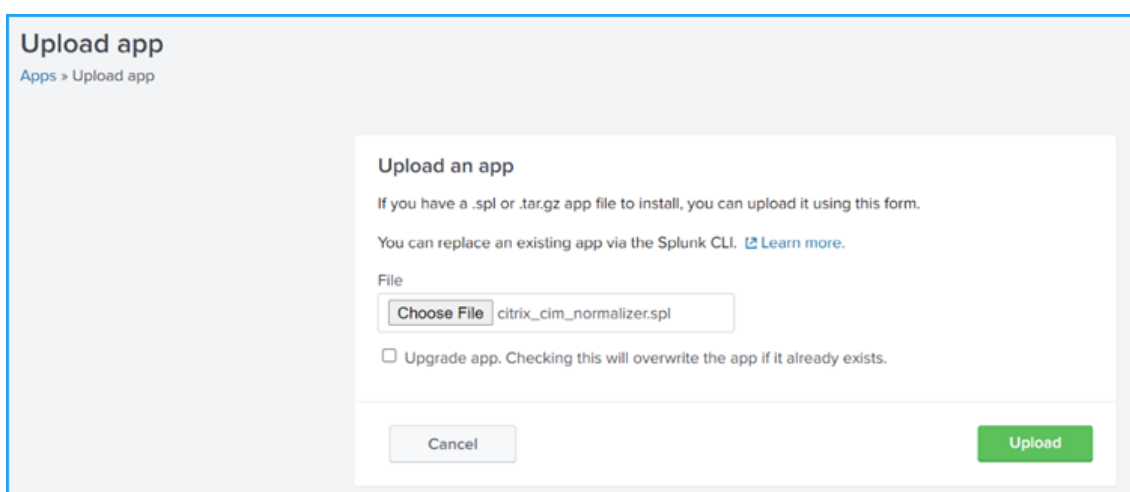 Upload app
Apps » Upload app
Upload an app
If you have a .spl or .tar.gz app file to install, you can upload it using this form.
You can replace an existing app via the Splunk CLI. Learn more.
File
Choose File citrix_cim_normalizer.spl
Upgrade app. Checking this will overwrite the app if it already exists.
Cancel Upload